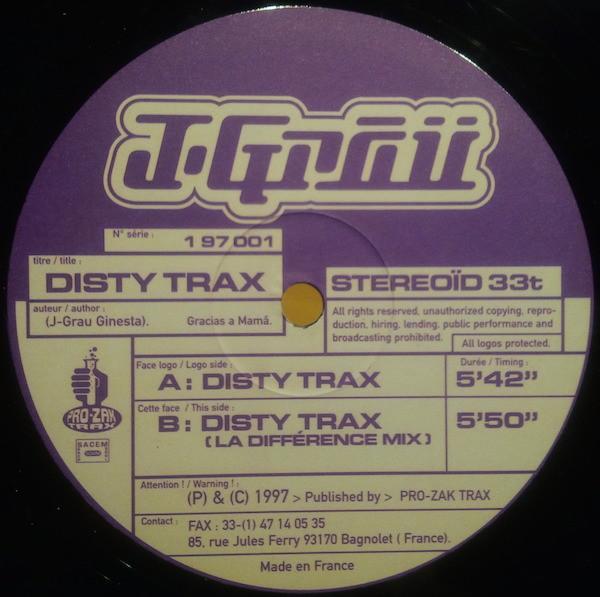 J-Graü
N° série :
1 97 001
titre / title :
DISTY TRAX
auteur / author :
(J-Grau Ginesta).
Gracias a Mamá.
STEREOÏD 33t
All rights reserved, unauthorized copying, repro-
duction, hiring, lending, public performance and
broadcasting prohibited.
All logos protected.
Face logo / Logo side :
A : DISTY TRAX
Durée / Timing :
5'42"
Cette face / This side :
B : DISTY TRAX
( LA DIFFÉRENCE MIX )
5'50"
PRO-ZAK
TRAX
SACEM
Attention ! / Warning ! :
(P) & (C) 1997 > Published by > PRO-ZAK TRAX
Contact :
FAX : 33-(1) 47 14 05 35
85, rue Jules Ferry 93170 Bagnolet ( France).
Made en France